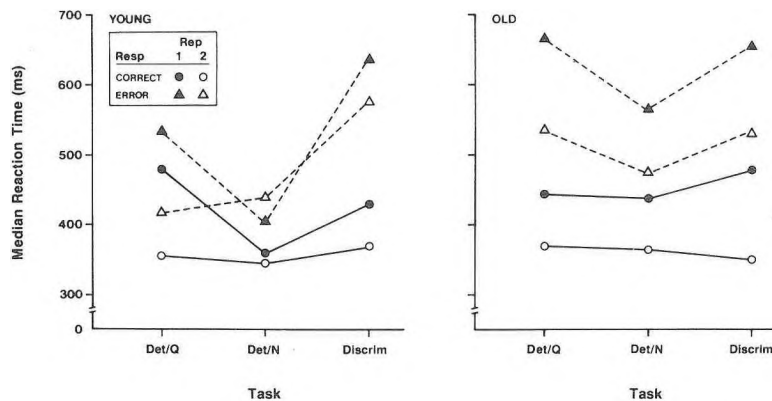 YOUNG
OLD
Rep
Resp 1 2
CORRECT
ERROR
Median Reaction Time (ms)
700
600
500
400
300
0
Det/Q Det/N Discrim
Task
Det/Q Det/N Discrim
Task